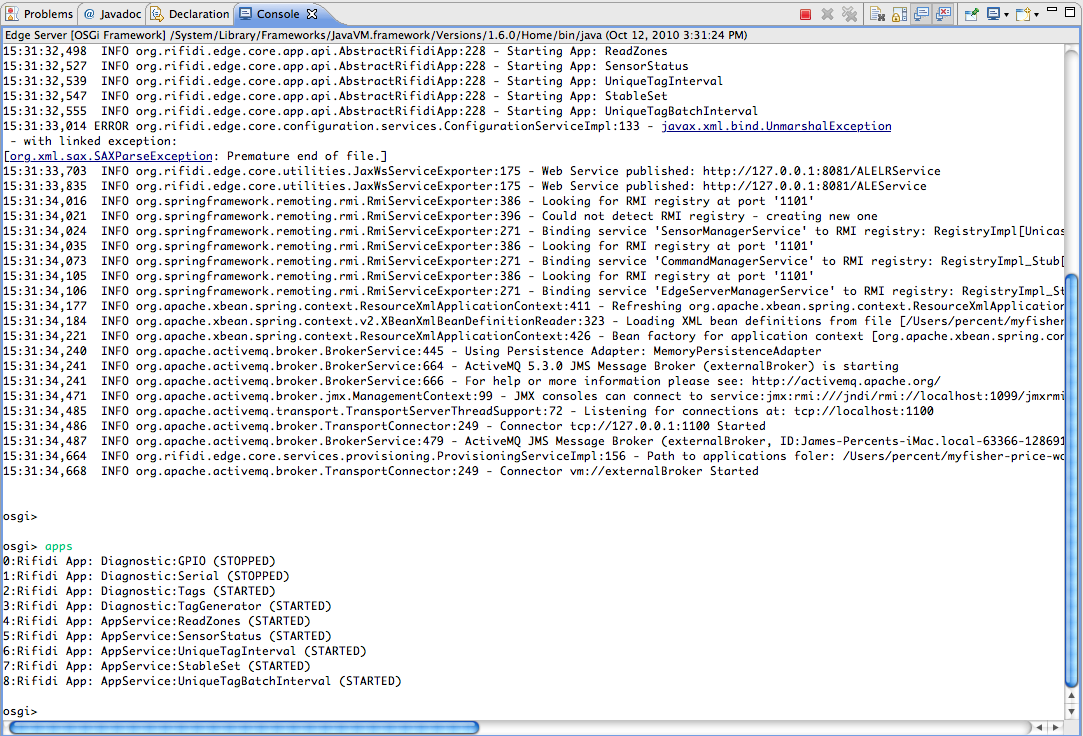 Problems @ Javadoc Declaration Console
Edge Server [OSGi Framework] /System/Library/Frameworks/JavaVM.framework/Versions/1.6.0/Home/bin/java (Oct 12, 2010 3:31:24 PM)
15:31:32,498  INFO org.rifidi.edge.core.app.api.AbstractRifidiApp:228 - Starting App: ReadZones
15:31:32,527  INFO org.rifidi.edge.core.app.api.AbstractRifidiApp:228 - Starting App: SensorStatus
15:31:32,539  INFO org.rifidi.edge.core.app.api.AbstractRifidiApp:228 - Starting App: UniqueTagInterval
15:31:32,547  INFO org.rifidi.edge.core.app.api.AbstractRifidiApp:228 - Starting App: StableSet
15:31:32,555  INFO org.rifidi.edge.core.app.api.AbstractRifidiApp:228 - Starting App: UniqueTagBatchInterval
15:31:33,014 ERROR org.rifidi.edge.core.configuration.services.ConfigurationServiceImpl:133 - javax.xml.bind.UnmarshalException
 - with linked exception:
[org.xml.sax.SAXParseException: Premature end of file.]
15:31:33,703  INFO org.rifidi.edge.core.utilities.JaxWsServiceExporter:175 - Web Service published: http://127.0.0.1:8081/ALELRService
15:31:33,835  INFO org.rifidi.edge.core.utilities.JaxWsServiceExporter:175 - Web Service published: http://127.0.0.1:8081/ALEService
15:31:34,016  INFO org.springframework.remoting.rmi.RmiServiceExporter:386 - Looking for RMI registry at port '1101'
15:31:34,021  INFO org.springframework.remoting.rmi.RmiServiceExporter:396 - Could not detect RMI registry - creating new one
15:31:34,024  INFO org.springframework.remoting.rmi.RmiServiceExporter:271 - Binding service 'SensorManagerService' to RMI registry: RegistryImpl[Unicas
15:31:34,035  INFO org.springframework.remoting.rmi.RmiServiceExporter:386 - Looking for RMI registry at port '1101'
15:31:34,073  INFO org.springframework.remoting.rmi.RmiServiceExporter:271 - Binding service 'CommandManagerService' to RMI registry: RegistryImpl_Stub[
15:31:34,105  INFO org.springframework.remoting.rmi.RmiServiceExporter:386 - Looking for RMI registry at port '1101'
15:31:34,106  INFO org.springframework.remoting.rmi.RmiServiceExporter:271 - Binding service 'EdgeServerManagerService' to RMI registry: RegistryImpl_St
15:31:34,177  INFO org.apache.xbean.spring.context.ResourceXmlApplicationContext:411 - Refreshing org.apache.xbean.spring.context.ResourceXmlApplication
15:31:34,184  INFO org.apache.xbean.spring.context.v2.XBeanXmlBeanDefinitionReader:323 - Loading XML bean definitions from file [/Users/percent/myfisher
15:31:34,221  INFO org.apache.xbean.spring.context.ResourceXmlApplicationContext:426 - Bean factory for application context [org.apache.xbean.spring.con
15:31:34,240  INFO org.apache.activemq.broker.BrokerService:445 - Using Persistence Adapter: MemoryPersistenceAdapter
15:31:34,241  INFO org.apache.activemq.broker.BrokerService:664 - ActiveMQ 5.3.0 JMS Message Broker (externalBroker) is starting
15:31:34,241  INFO org.apache.activemq.broker.BrokerService:666 - For help or more information please see: http://activemq.apache.org/
15:31:34,471  INFO org.apache.activemq.broker.jmx.ManagementContext:99 - JMX consoles can connect to service:jmx:rmi:///jndi/rmi://localhost:1099/jmxrmi
15:31:34,485  INFO org.apache.activemq.transport.TransportServerThreadSupport:72 - Listening for connections at: tcp://localhost:1100
15:31:34,486  INFO org.apache.activemq.broker.TransportConnector:249 - Connector tcp://127.0.0.1:1100 Started
15:31:34,487  INFO org.apache.activemq.broker.BrokerService:479 - ActiveMQ JMS Message Broker (externalBroker, ID:James-Percents-iMac.local-63366-128691
15:31:34,664  INFO org.rifidi.edge.core.services.provisioning.ProvisioningServiceImpl:156 - Path to applications foler: /Users/percent/myfisher-price-wo
15:31:34,668  INFO org.apache.activemq.broker.TransportConnector:249 - Connector vm://externalBroker Started
osgi>
osgi> apps
0:Rifidi App: Diagnostic:GPIO (STOPPED)
1:Rifidi App: Diagnostic:Serial (STOPPED)
2:Rifidi App: Diagnostic:Tags (STARTED)
3:Rifidi App: Diagnostic:TagGenerator (STARTED)
4:Rifidi App: AppService:ReadZones (STARTED)
5:Rifidi App: AppService:SensorStatus (STARTED)
6:Rifidi App: AppService:UniqueTagInterval (STARTED)
7:Rifidi App: AppService:StableSet (STARTED)
8:Rifidi App: AppService:UniqueTagBatchInterval (STARTED)
osgi>